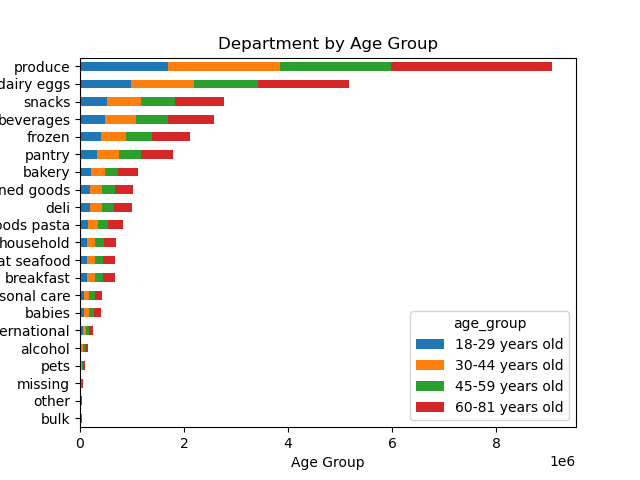 Department by Age Group
produce
dairy eggs
snacks
beverages
frozen
pantry
bakery
ned goods
deli
oods pasta
household
at seafood
breakfast
sonal care
babies
ernational
alcohol
pets
missing
other
bulk
age_group
18-29 years old
30-44 years old
45-59 years old
60-81 years old
0 2 4 6 8
1e6
Age Group